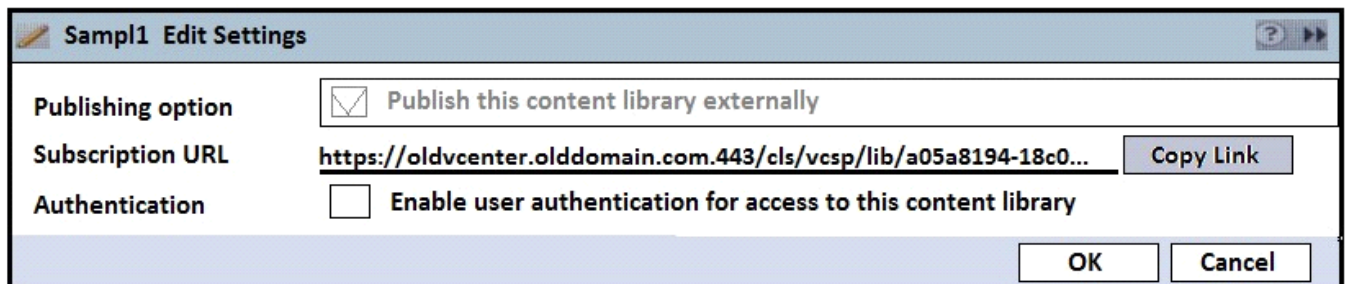 Sampl1 Edit Settings ?
Publishing option Publish this content library externally
Subscription URL https://oldvcenter.olddomain.com.443/cls/vcsp/lib/a05a8194-18c0... Copy Link
Authentication Enable user authentication for access to this content library
OK Cancel